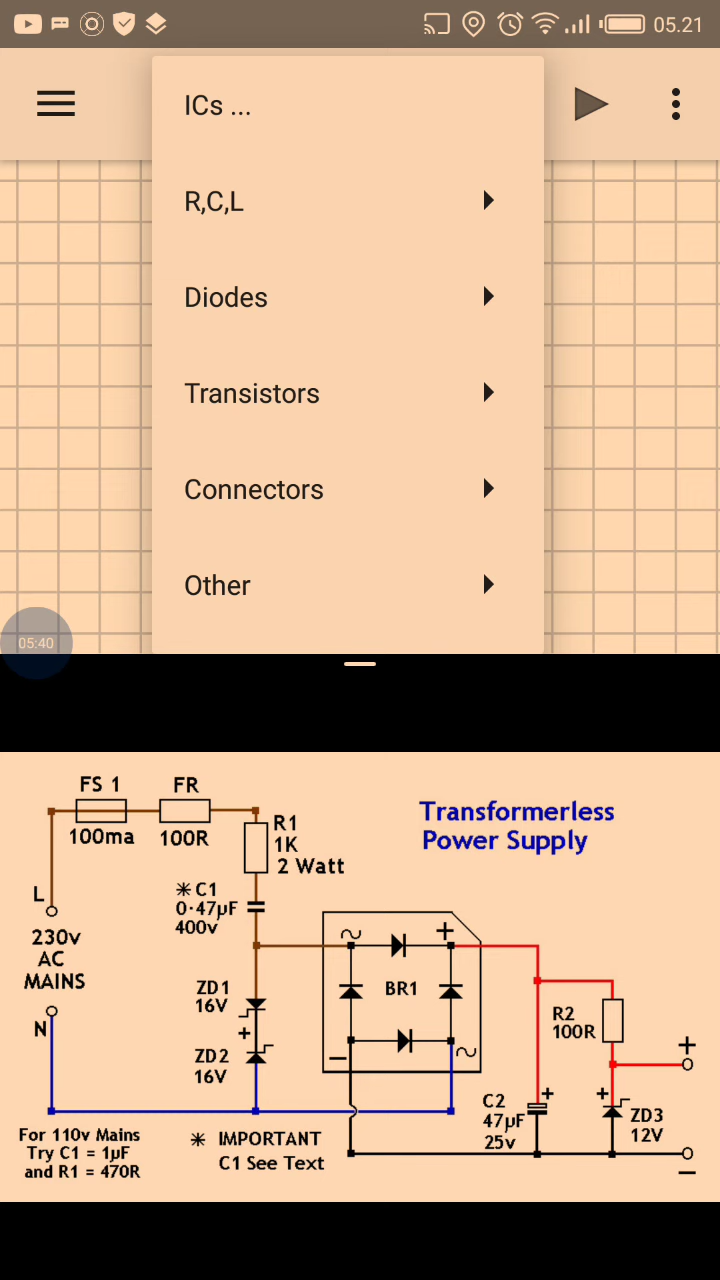 05.21
ICs ...
R,C,L
Diodes
Transistors
Connectors
Other
05:40
FS 1
100ma
FR
100R
R1
1K
2 Watt
Transformerless
Power Supply
L
230v
AC
MAINS
N
* C1
0·47µF
400v
ZD1
16V
+
ZD2
16V
~
+
BR1
−
~
R2
100R
+
C2
47µF
25v
+
+
ZD3
12V
−
For 110v Mains
Try C1 = 1µF
and R1 = 470R
* IMPORTANT
C1 See Text